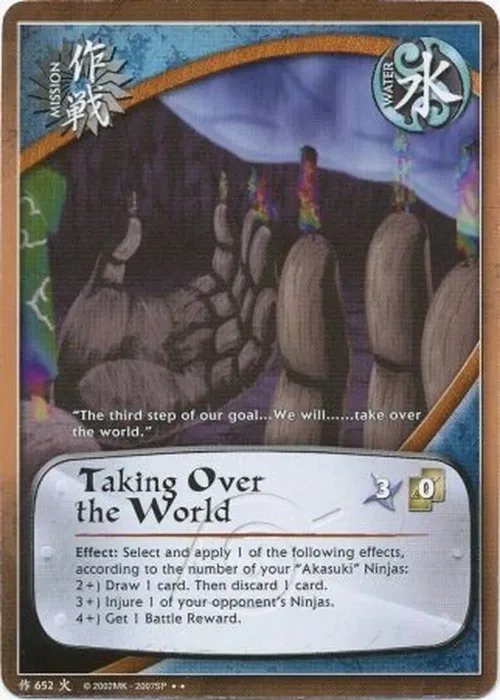 MISSION
作戦
WATER
水
"The third step of our goal...We will......take over
the world."
Taking Over
the World
3 0
Effect: Select and apply 1 of the following effects,
according to the number of your "Akasuki" Ninjas:
2+) Draw 1 card. Then discard 1 card.
3+) Injure 1 of your opponent's Ninjas.
4+) Get 1 Battle Reward.
作 652 火 © 2002MK · 2007SP ••